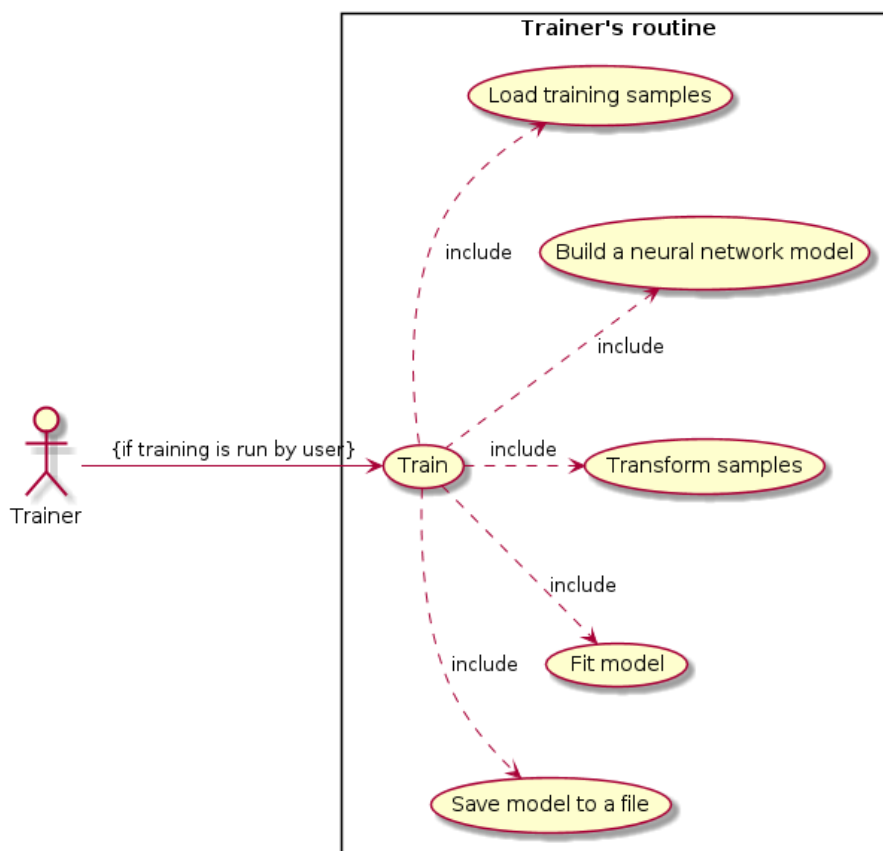 Trainer's routine
Load training samples
include
Build a neural network model
include
{if training is run by user}
Train
include
Transform samples
Trainer
include
Fit model
include
Save model to a file